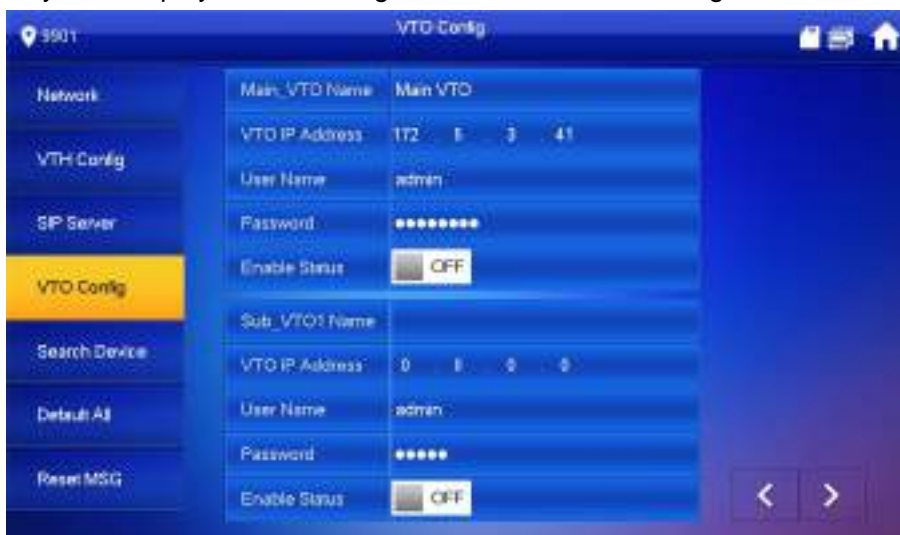 9901
VTO Config
Network
VTH Config
SIP Server
VTO Config
Search Device
Default All
Reset MSG
Main_VTO Name Main VTO
VTO IP Address 172 . . 3 . 41
User Name admin
Password ••••••••
Enable Status OFF
Sub_VTO1 Name
VTO IP Address 0 . 0 . 0 . 0
User Name admin
Password •••••
Enable Status OFF